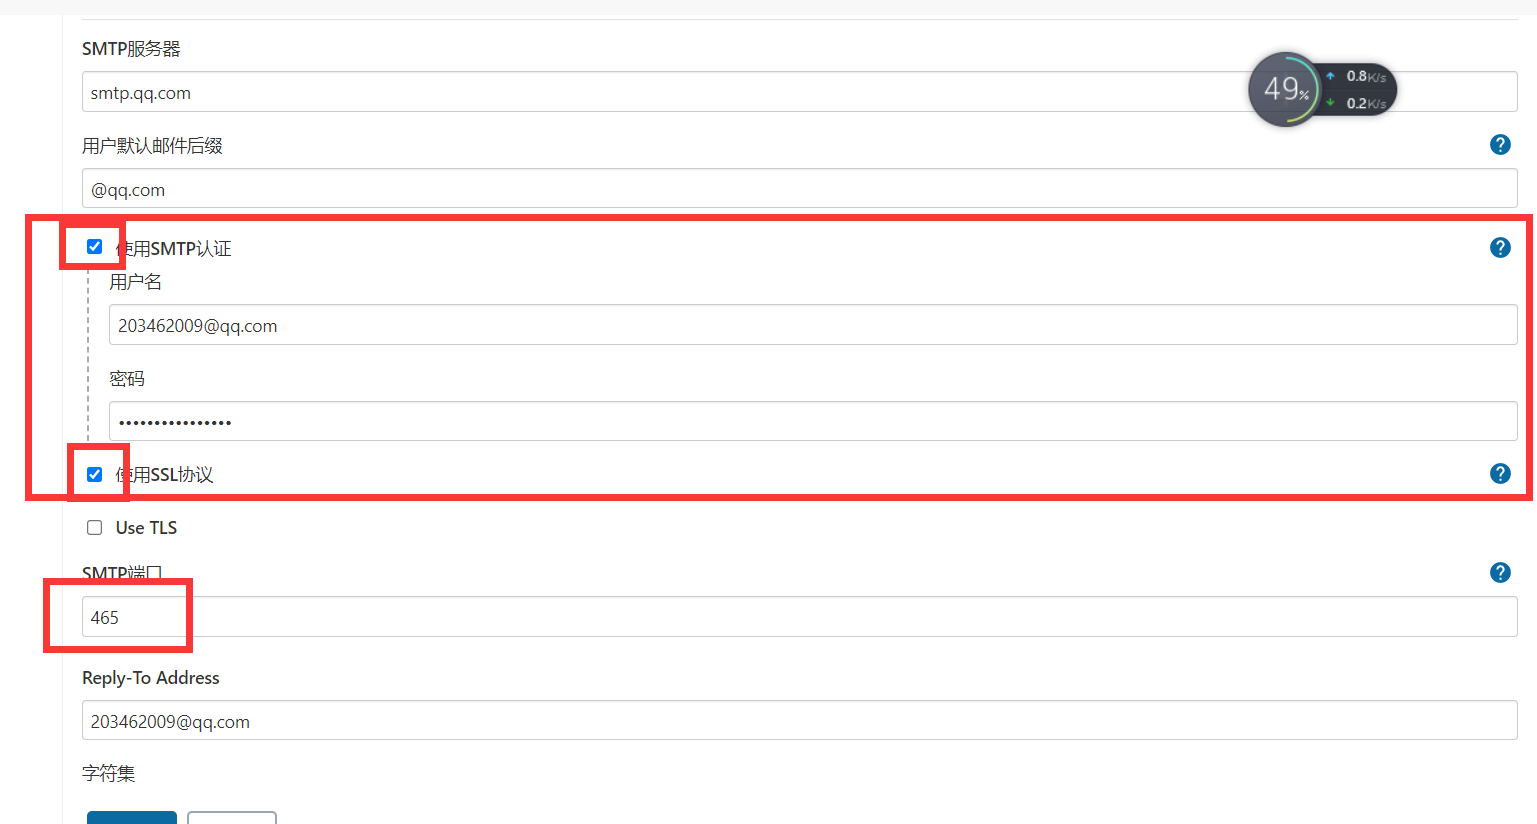 SMTP服务器
smtp.qq.com
49%
0.8K/s
0.2K/s
用户默认邮件后缀
?
@qq.com
使用SMTP认证
?
用户名
203462009@qq.com
密码
••••••••••••••••
使用SSL协议
?
Use TLS
SMTP端口
?
465
Reply-To Address
203462009@qq.com
字符集